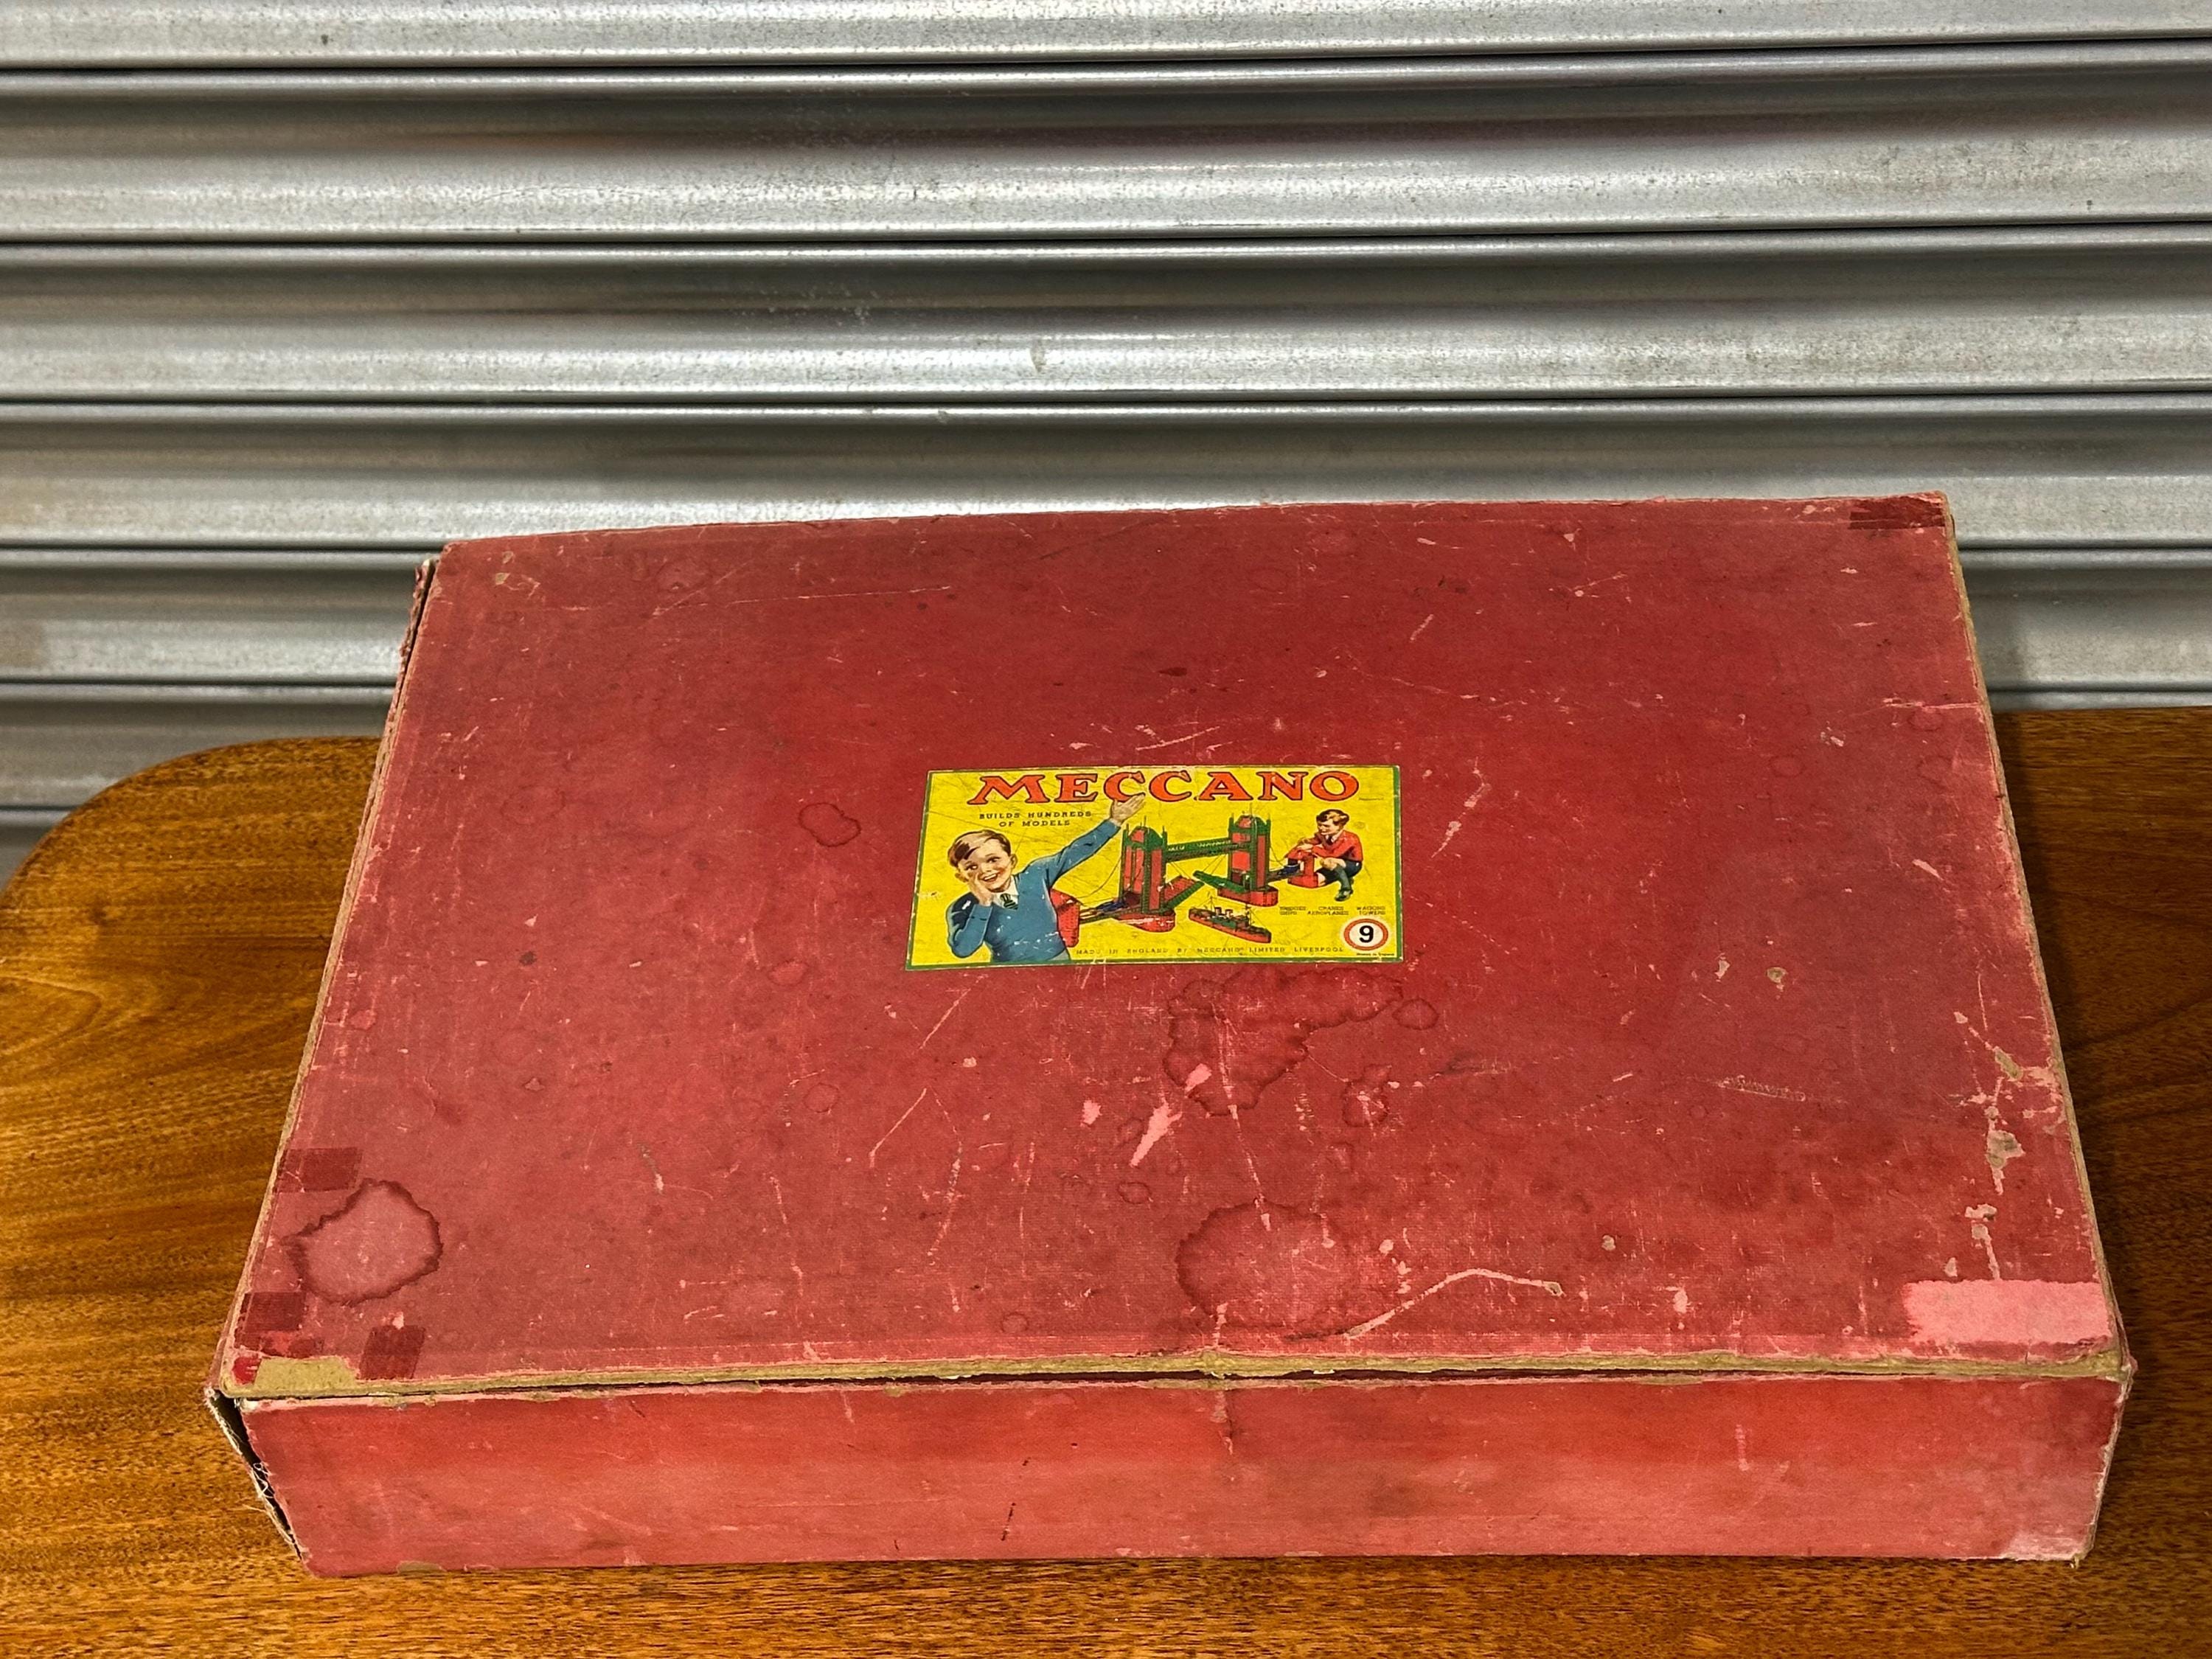 MECCANO
BUILDS HUNDREDS
OF MODELS
BRIDGES CRANES WAGONS
SHIPS AEROPLANES TOWERS
9
MADE IN ENGLAND BY MECCANO LIMITED LIVERPOOL